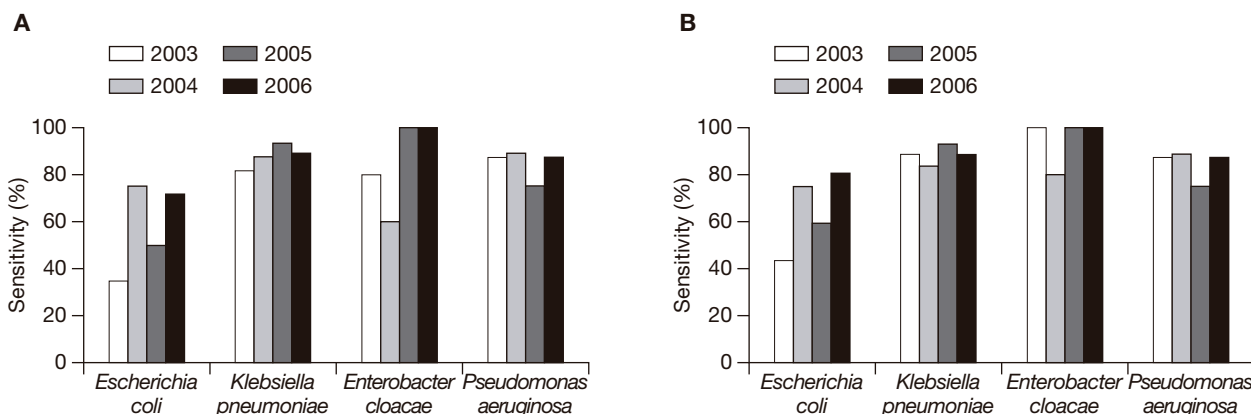 A
2003 2005
2004 2006
Sensitivity (%)
100
80
60
40
20
0
Escherichia coli
Klebsiella pneumoniae
Enterobacter cloacae
Pseudomonas aeruginosa
B
2003 2005
2004 2006
Sensitivity (%)
100
80
60
40
20
0
Escherichia coli
Klebsiella pneumoniae
Enterobacter cloacae
Pseudomonas aeruginosa